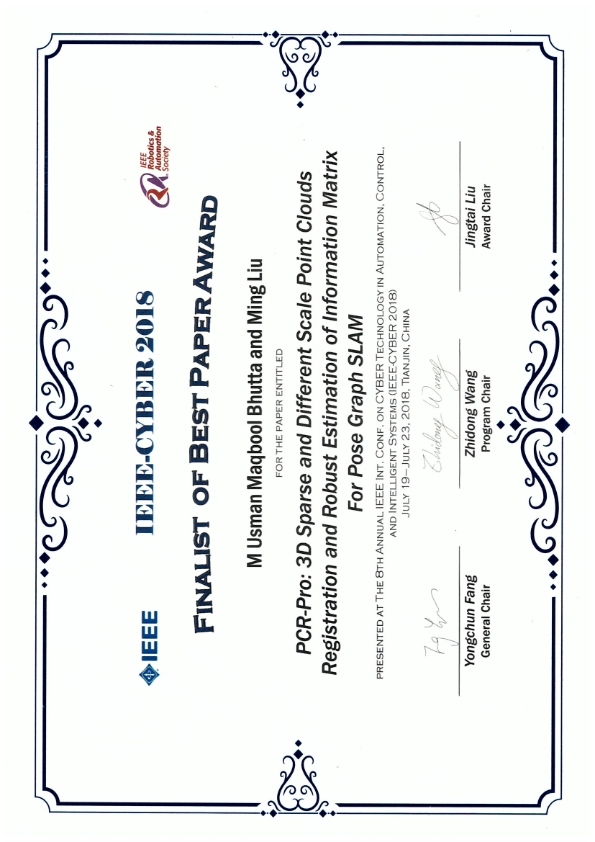 IEEE
IEEE-CYBER 2018
IEEE
Robotics &
Automation
Society
FINALIST OF BEST PAPER AWARD
M Usman Maqbool Bhutta and Ming Liu
FOR THE PAPER ENTITLED
PCR-Pro: 3D Sparse and Different Scale Point Clouds
Registration and Robust Estimation of Information Matrix
For Pose Graph SLAM
PRESENTED AT THE 8TH ANNUAL IEEE INT. CONF. ON CYBER TECHNOLOGY IN AUTOMATION, CONTROL,
AND INTELLIGENT SYSTEMS (IEEE-CYBER 2018)
JULY 19—JULY 23, 2018, TIANJIN, CHINA
Zhidong Wang
Yongchun Fang
General Chair
Zhidong Wang
Program Chair
Jingtai Liu
Award Chair